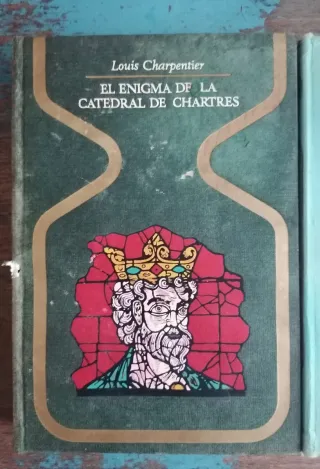 Louis Charpentier
EL ENIGMA DE LA
CATEDRAL DE CHARTRES